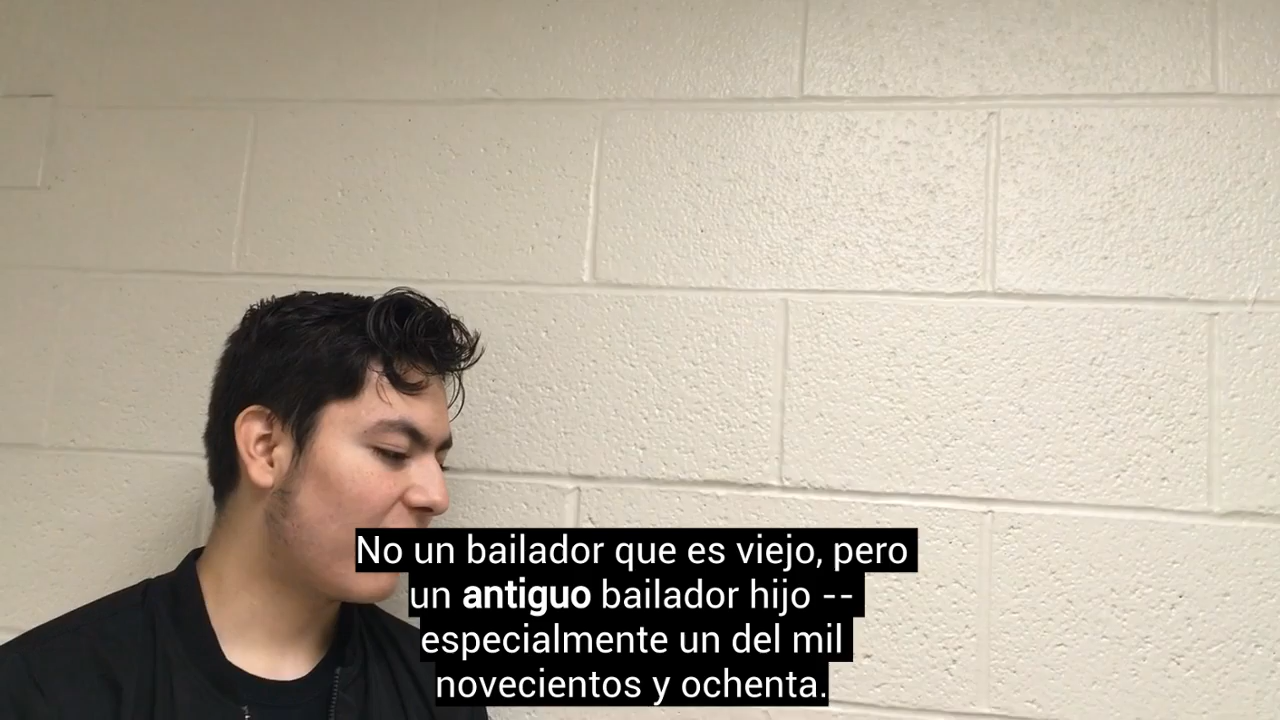 No un bailador que es viejo, pero
un antiguo bailador hijo --
especialmente un del mil
novecientos y ochenta.